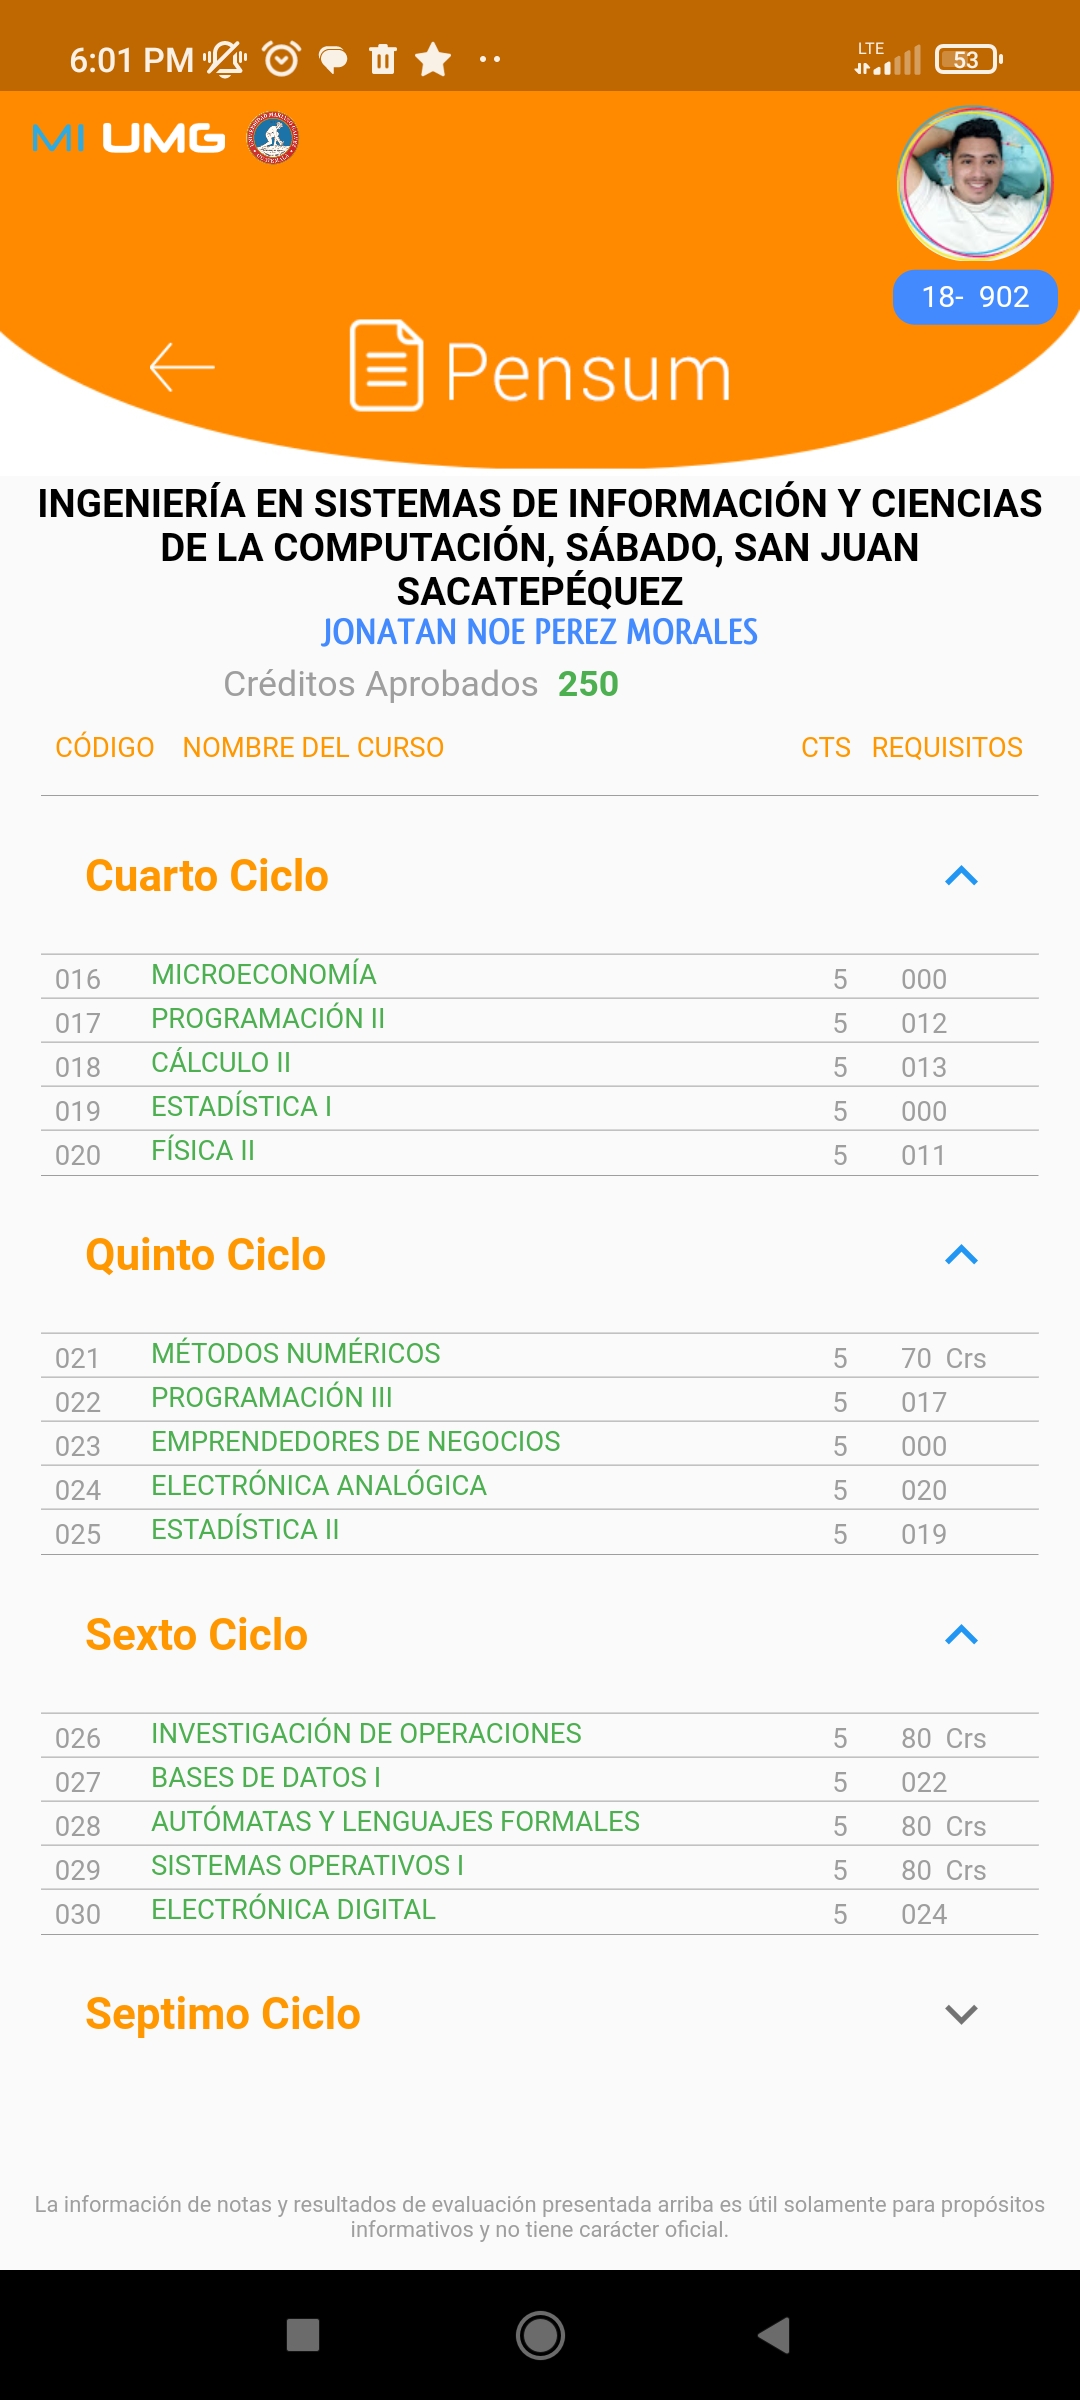 6:01 PM
LTE
53
MI UMG
18- 902
Pensum
INGENIERÍA EN SISTEMAS DE INFORMACIÓN Y CIENCIAS
DE LA COMPUTACIÓN, SÁBADO, SAN JUAN
SACATEPÉQUEZ
JONATAN NOE PEREZ MORALES
Créditos Aprobados 250
CÓDIGO NOMBRE DEL CURSO CTS REQUISITOS
Cuarto Ciclo
016 MICROECONOMÍA 5 000
017 PROGRAMACIÓN II 5 012
018 CÁLCULO II 5 013
019 ESTADÍSTICA I 5 000
020 FÍSICA II 5 011
Quinto Ciclo
021 MÉTODOS NUMÉRICOS 5 70 Crs
022 PROGRAMACIÓN III 5 017
023 EMPRENDEDORES DE NEGOCIOS 5 000
024 ELECTRÓNICA ANALÓGICA 5 020
025 ESTADÍSTICA II 5 019
Sexto Ciclo
026 INVESTIGACIÓN DE OPERACIONES 5 80 Crs
027 BASES DE DATOS I 5 022
028 AUTÓMATAS Y LENGUAJES FORMALES 5 80 Crs
029 SISTEMAS OPERATIVOS I 5 80 Crs
030 ELECTRÓNICA DIGITAL 5 024
Septimo Ciclo
La información de notas y resultados de evaluación presentada arriba es útil solamente para propósitos
informativos y no tiene carácter oficial.